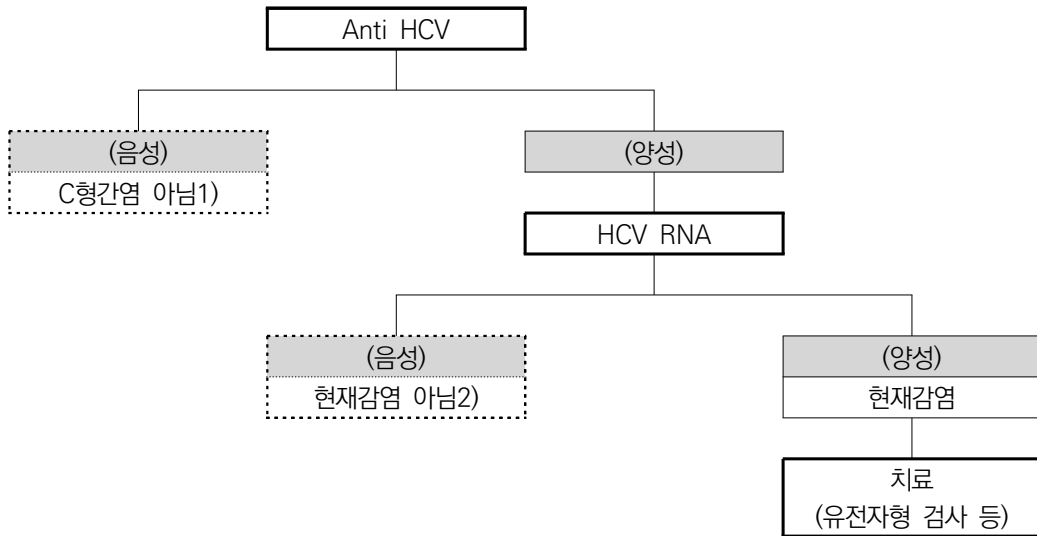 Anti HCV
(음성)
C형간염 아님1)
(양성)
HCV RNA
(음성)
현재감염 아님2)
(양성)
현재감염
치료
(유전자형 검사 등)